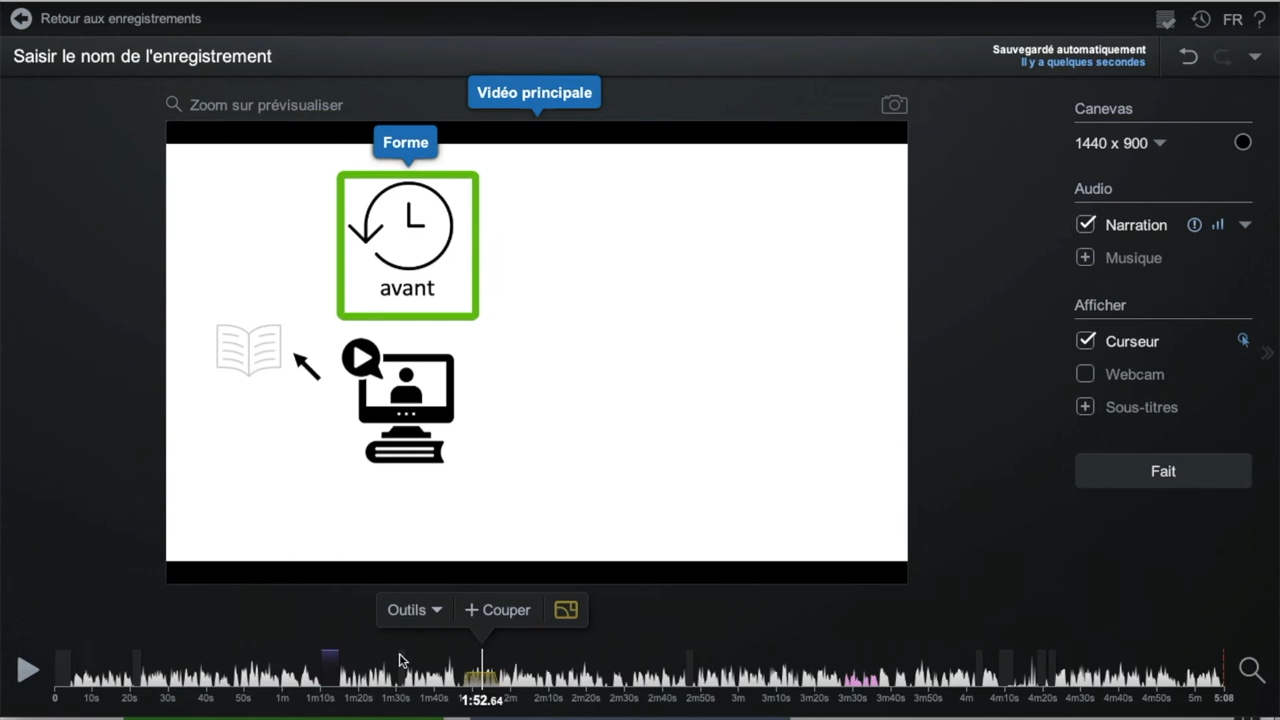 Retour aux enregistrements
FR ?
Saisir le nom de l'enregistrement
Sauvegardé automatiquement
Il y a quelques secondes
Zoom sur prévisualiser
Vidéo principale
Forme
avant
Canevas
1440 x 900
Audio
Narration
Musique
Afficher
Curseur
Webcam
Sous-titres
Fait
Outils
+ Couper
0 10s 20s 30s 40s 50s 1m 1m10s 1m20s 1m30s 1m40s 1:52.64 2m 2m10s 2m20s 2m30s 2m40s 2m50s 3m 3m10s 3m20s 3m30s 3m40s 3m50s 4m 4m10s 4m20s 4m30s 4m40s 4m50s 5m 5:08